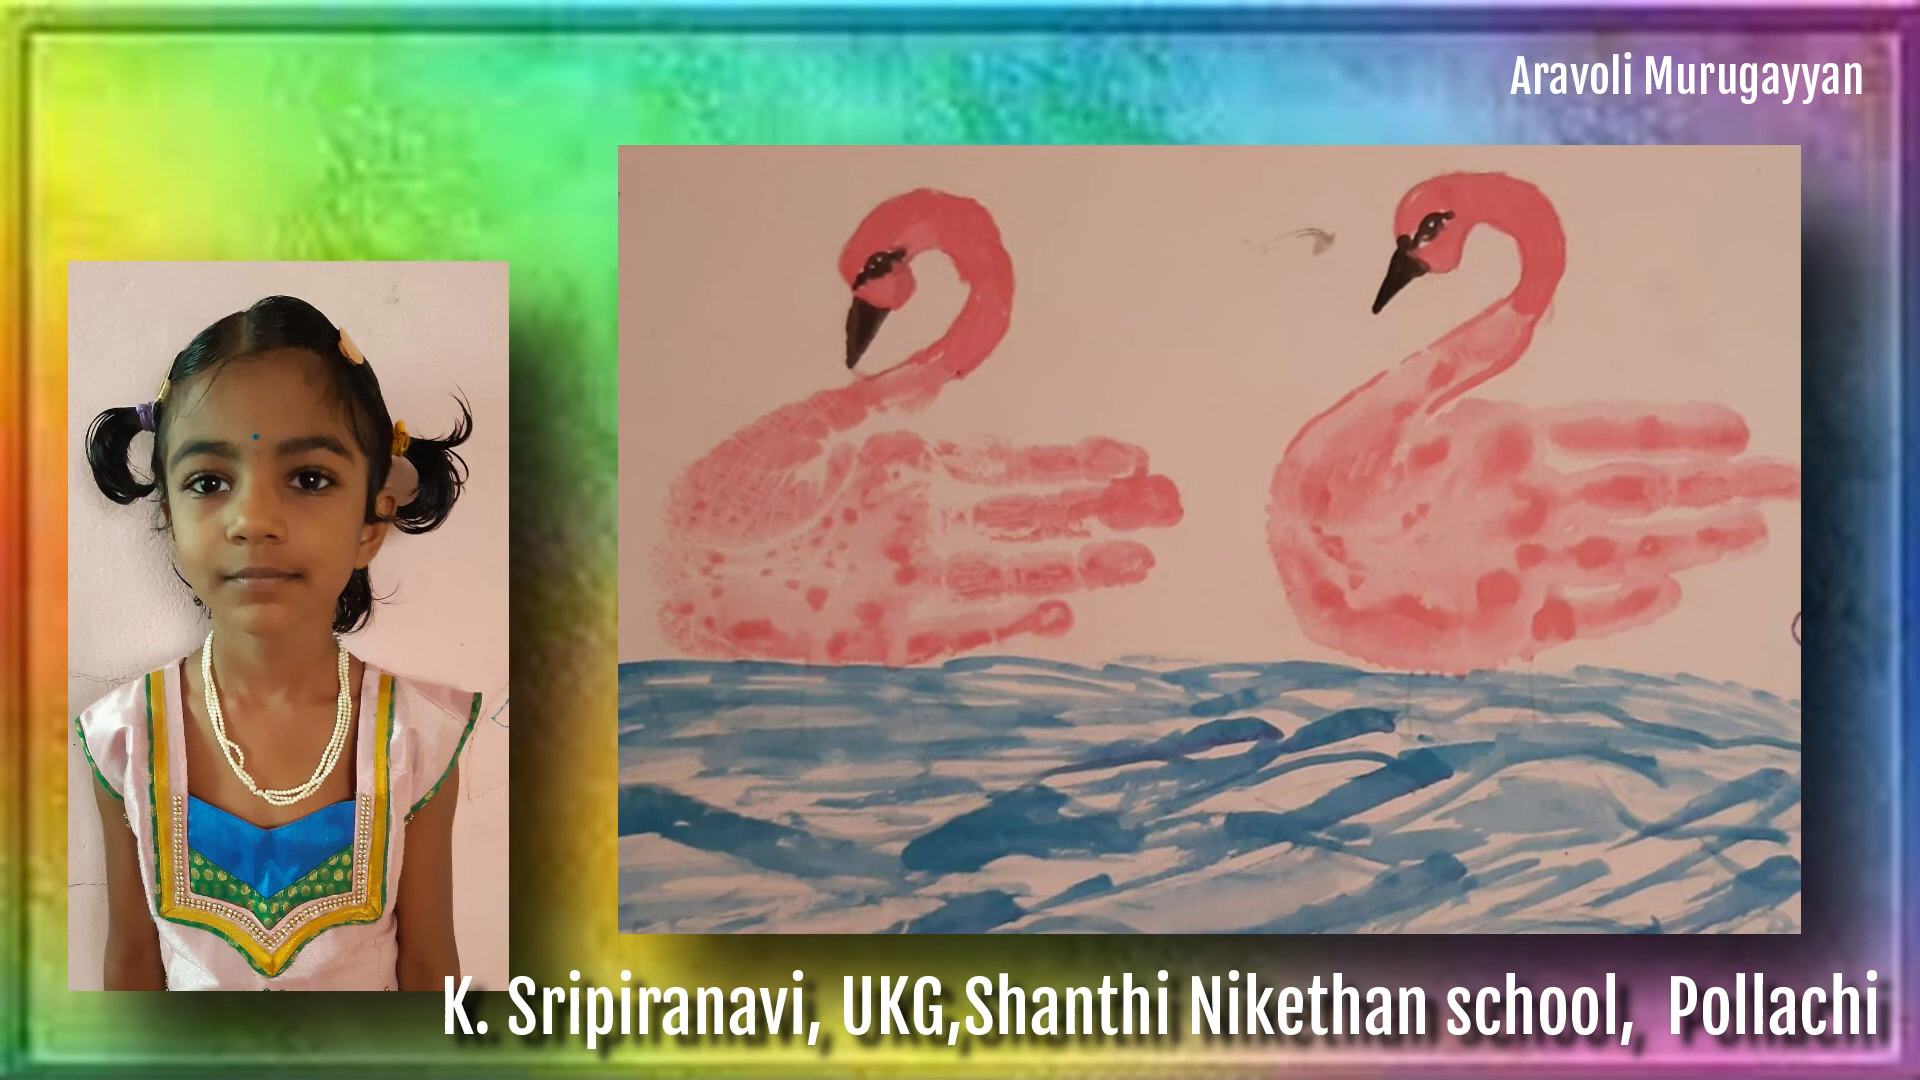 Aravoli Murugayyan
K. Sripiranavi, UKG,Shanthi Nikethan school,  Pollachi